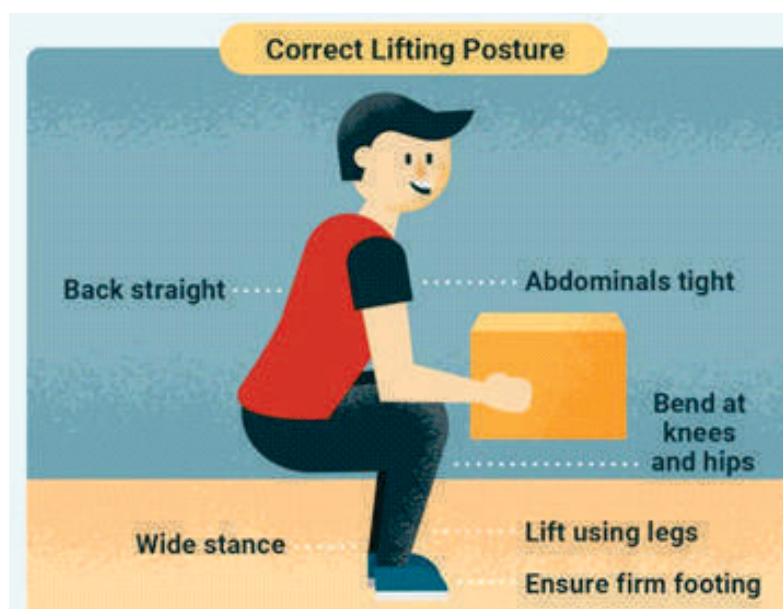 Correct Lifting Posture
Back straight
Abdominals tight
Bend at
knees
and hips
Wide stance
Lift using legs
Ensure firm footing